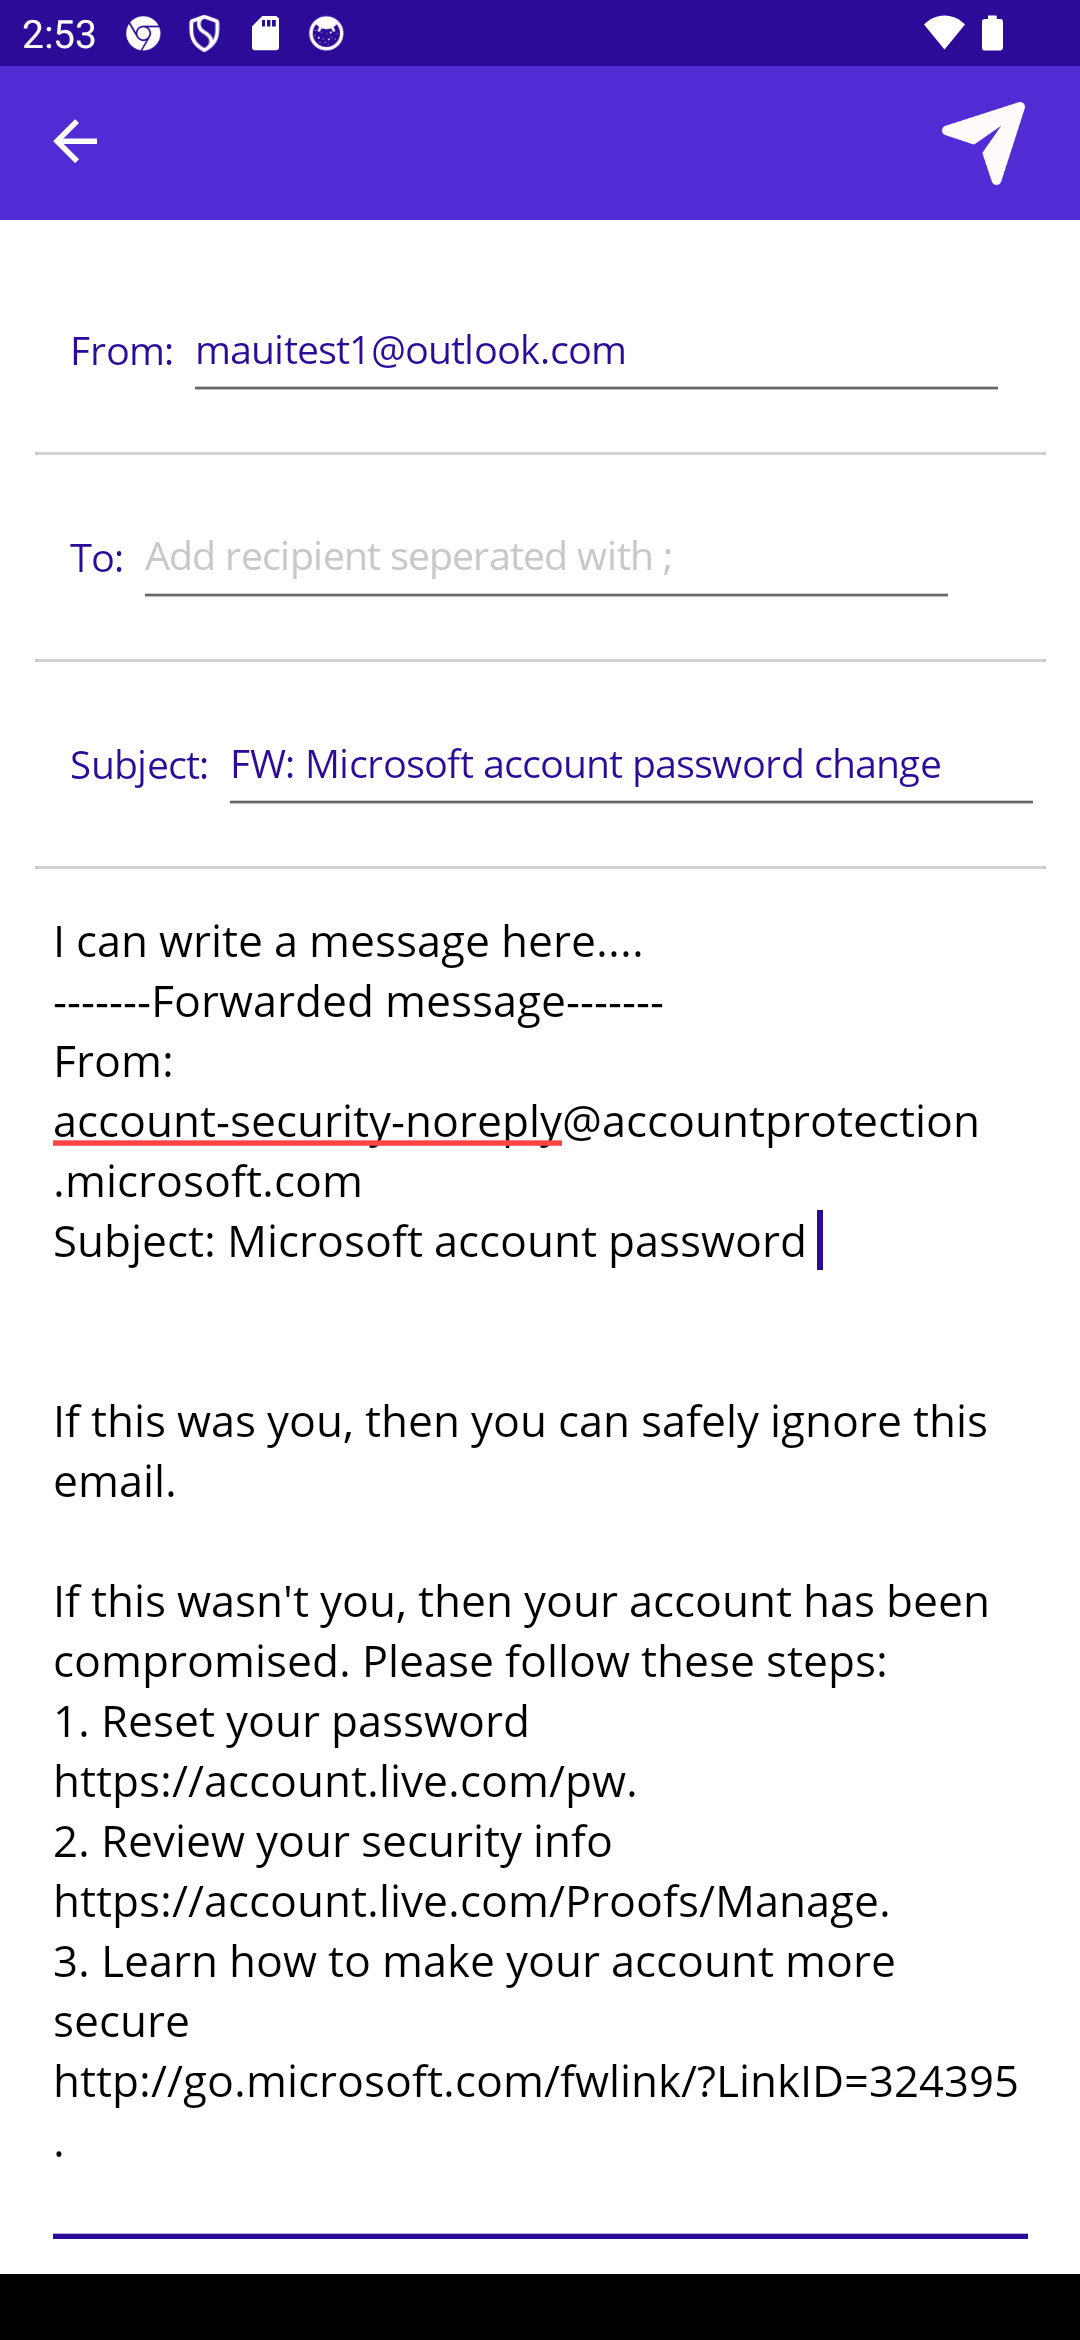 2:53
From: mauitest1@outlook.com
To: Add recipient seperated with ;
Subject: FW: Microsoft account password change
I can write a message here....
-------Forwarded message-------
From:
account-security-noreply@accountprotection
.microsoft.com
Subject: Microsoft account password
If this was you, then you can safely ignore this
email.
If this wasn't you, then your account has been
compromised. Please follow these steps:
1. Reset your password
https://account.live.com/pw.
2. Review your security info
https://account.live.com/Proofs/Manage.
3. Learn how to make your account more
secure
http://go.microsoft.com/fwlink/?LinkID=324395
.